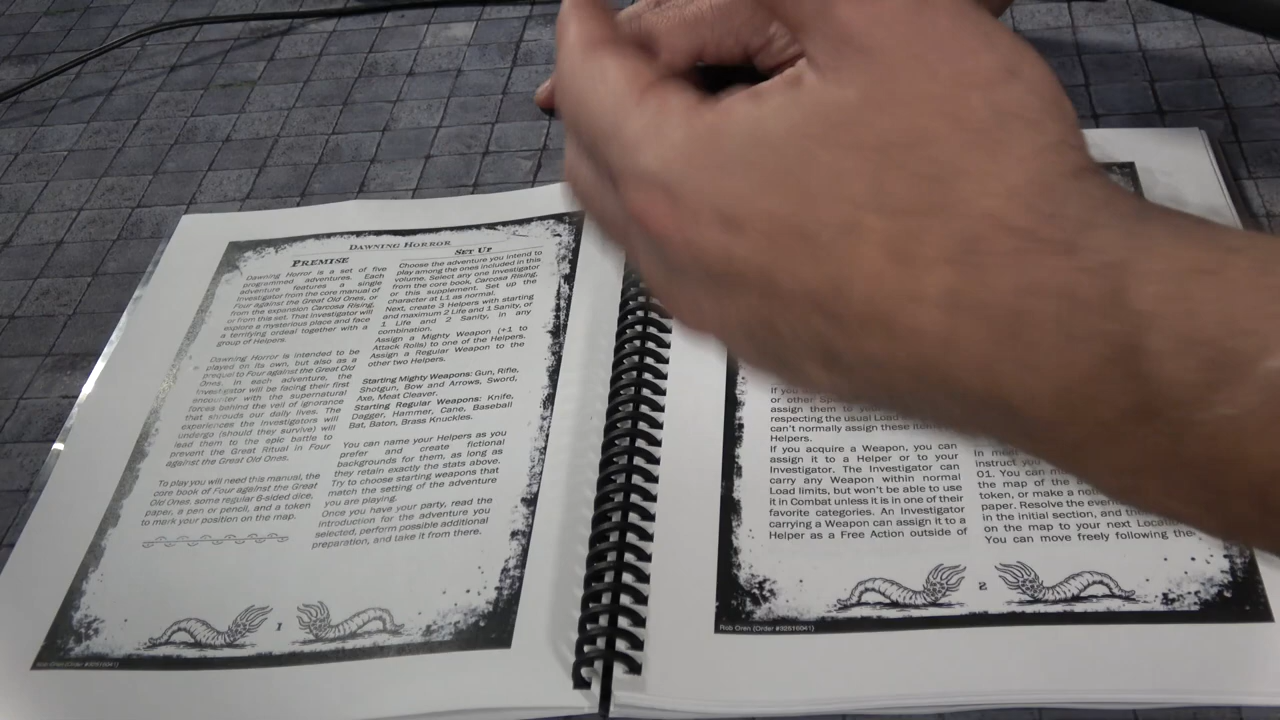 DAWNING HORROR
PREMISE
Dawning Horror is a set of five
programmed adventures. Each
adventure features a single
Investigator from the core manual of
Four against the Great Old Ones, or
from the expansion Carcosa Rising,
or from this set. That Investigator will
explore a mysterious place and face
a terrifying ordeal together with a
group of Helpers.
Dawning Horror is intended to be
played on its own, but also as a
prequel to Four against the Great Old
Ones. In each adventure, the
Investigator will be facing their first
encounter with the supernatural
forces behind the veil of ignorance
that shrouds our daily lives. The
experiences the Investigators will
undergo (should they survive) will
lead them to the epic battle to
prevent the Great Ritual in Four
against the Great Old Ones.
To play you will need this manual, the
core book of Four against the Great
Old Ones, some regular 6-sided dice,
paper, a pen or pencil, and a token
to mark your position on the map.
SET UP
Choose the adventure you intend to
play among the ones included in this
volume. Select any one Investigator
from the core book, Carcosa Rising,
or this supplement. Set up the
character at L1 as normal.
Next, create 3 Helpers with starting
and maximum 2 Life and 1 Sanity, or
1 Life and 2 Sanity, in any
combination.
Assign a Mighty Weapon (+1 to
Attack Rolls) to one of the Helpers.
Assign a Regular Weapon to the
other two Helpers.
Starting Mighty Weapons: Gun, Rifle,
Shotgun, Bow and Arrows, Sword,
Axe, Meat Cleaver.
Starting Regular Weapons: Knife,
Dagger, Hammer, Cane, Baseball
Bat, Baton, Brass Knuckles.
You can name your Helpers as you
prefer and create fictional
backgrounds for them, as long as
they retain exactly the stats above.
Try to choose starting weapons that
match the setting of the adventure
you are playing.
Once you have your party, read the
introduction for the adventure you
selected, perform possible additional
preparation, and take it from there.
1
Rob Oren (Order #32516041)
If you
or other
assign them to
respecting the usual Load
can't normally assign these
Helpers.
If you acquire a Weapon, you can
assign it to a Helper or to your
Investigator. The Investigator can
carry any Weapon within normal
Load limits, but won't be able to use
it in Combat unless it is in one of their
favorite categories. An Investigator
carrying a Weapon can assign it to a
Helper as a Free Action outside of
In
instruct you
01. You can
the map of the
token, or make a
paper. Resolve the
in the initial section, and
on the map to your next
You can move freely following the
2
Rob Oren (Order #32516041)